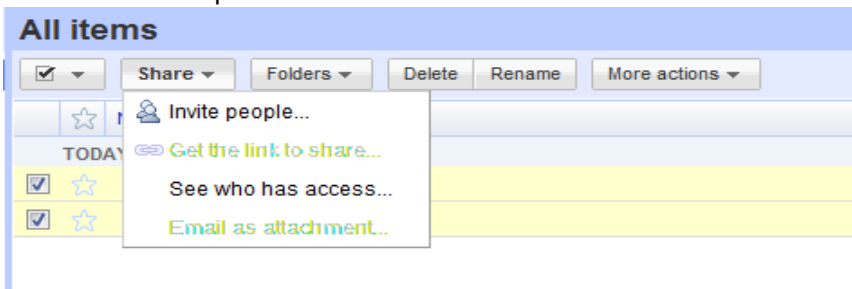 All items
Share Folders Delete Rename More actions
Invite people...
TODAY
Get the link to share...
See who has access...
Email as attachment...